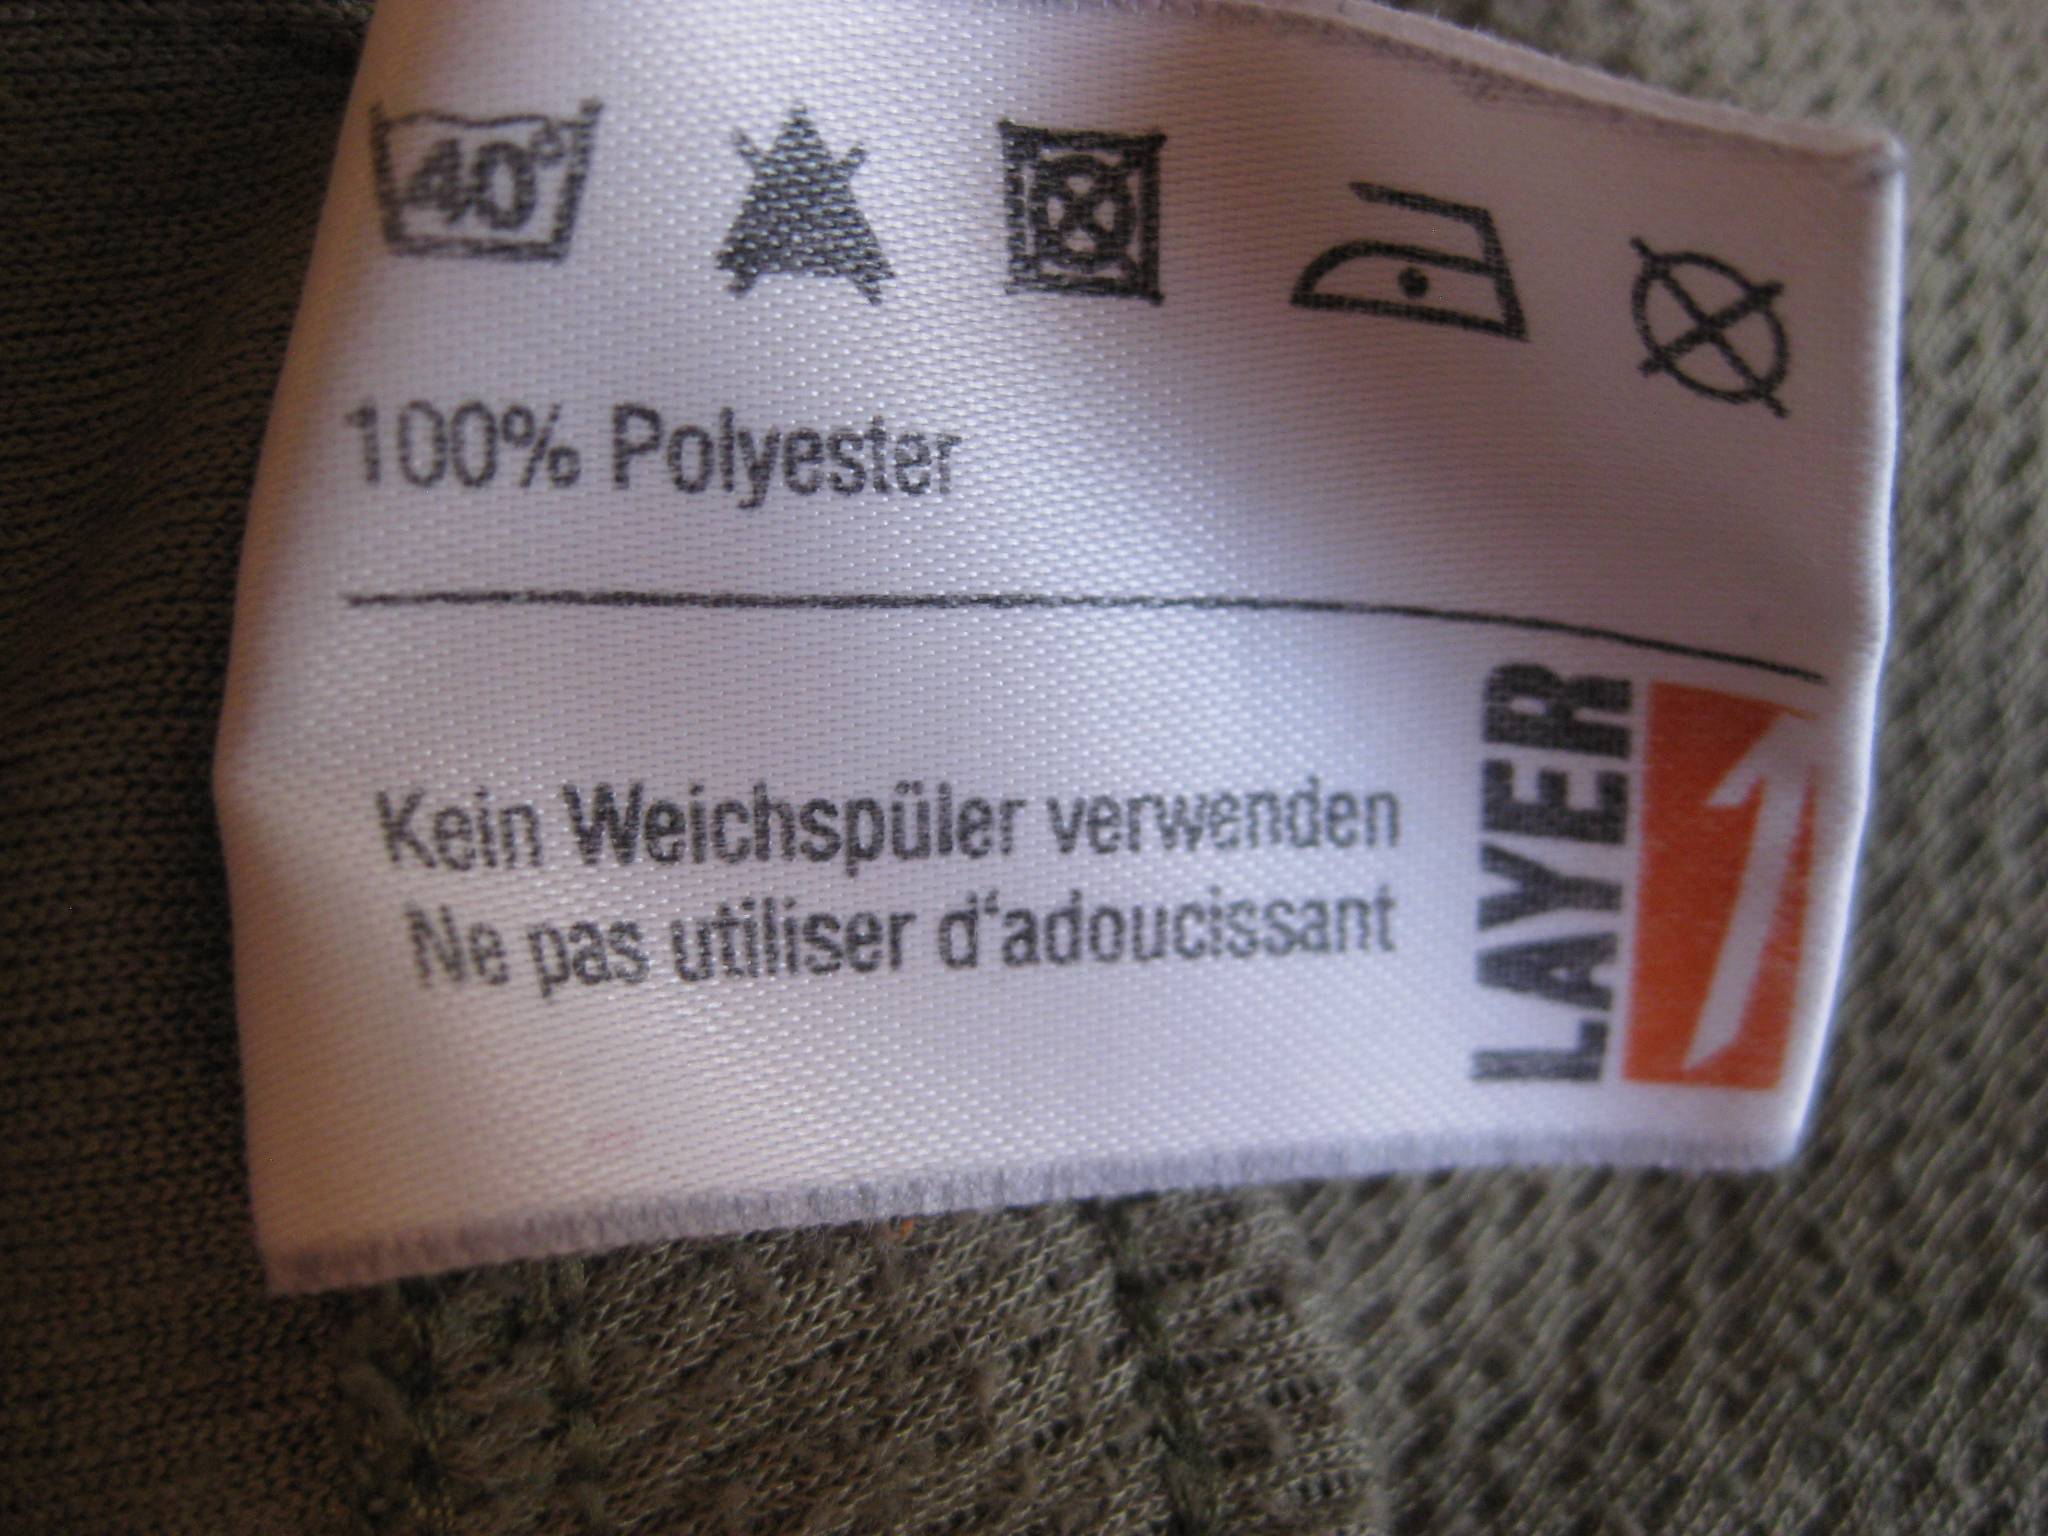 40°
100% Polyester
Kein Weichspüler verwenden
Ne pas utiliser d‘adoucissant
LAYER
1